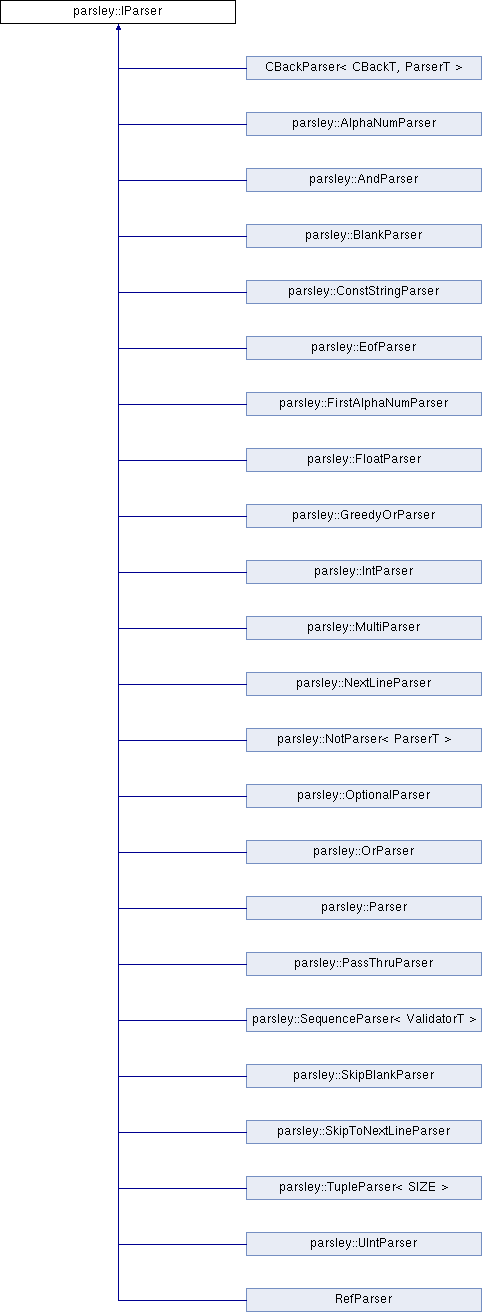 parsley::IParser
CBackParser< CBackT, ParserT >
parsley::AlphaNumParser
parsley::AndParser
parsley::BlankParser
parsley::ConstStringParser
parsley::EofParser
parsley::FirstAlphaNumParser
parsley::FloatParser
parsley::GreedyOrParser
parsley::IntParser
parsley::MultiParser
parsley::NextLineParser
parsley::NotParser< ParserT >
parsley::OptionalParser
parsley::OrParser
parsley::Parser
parsley::PassThruParser
parsley::SequenceParser< ValidatorT >
parsley::SkipBlankParser
parsley::SkipToNextLineParser
parsley::TupleParser< SIZE >
parsley::UIntParser
RefParser